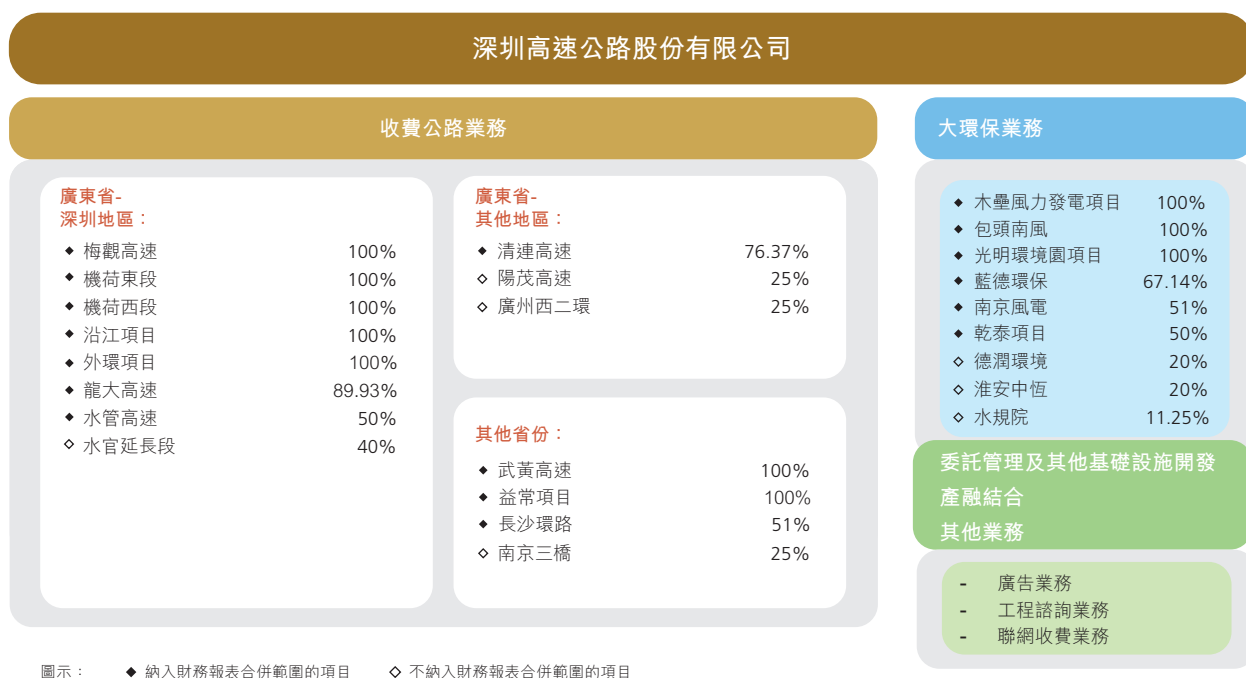 深圳高速公路股份有限公司
收費公路業務
廣東省-
深圳地區：
◆ 梅觀高速 100%
◆ 機荷東段 100%
◆ 機荷西段 100%
◆ 沿江項目 100%
◆ 外環項目 100%
◆ 龍大高速 89.93%
◆ 水管高速 50%
◇ 水官延長段 40%
廣東省-
其他地區：
◆ 清連高速 76.37%
◇ 陽茂高速 25%
◇ 廣州西二環 25%
其他省份：
◆ 武黃高速 100%
◆ 益常項目 100%
◆ 長沙環路 51%
◇ 南京三橋 25%
大環保業務
◆ 木壘風力發電項目 100%
◆ 包頭南風 100%
◆ 光明環境園項目 100%
◆ 藍德環保 67.14%
◆ 南京風電 51%
◆ 乾泰項目 50%
◇ 德潤環境 20%
◇ 淮安中恆 20%
◇ 水規院 11.25%
委託管理及其他基礎設施開發
產融結合
其他業務
- 廣告業務
- 工程諮詢業務
- 聯網收費業務
圖示： ◆ 納入財務報表合併範圍的項目 ◇ 不納入財務報表合併範圍的項目